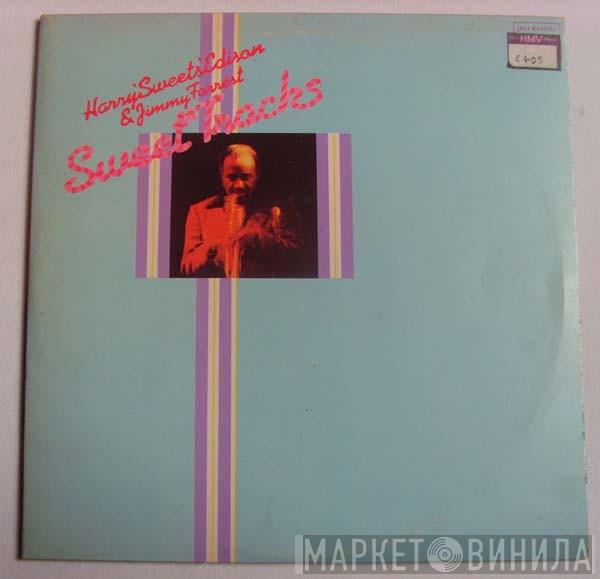 Harry 'Sweets' Edison
& Jimmy Forrest
Sweet Tracks
HMV
£4.05
МАРКЕТ ВИНИЛА